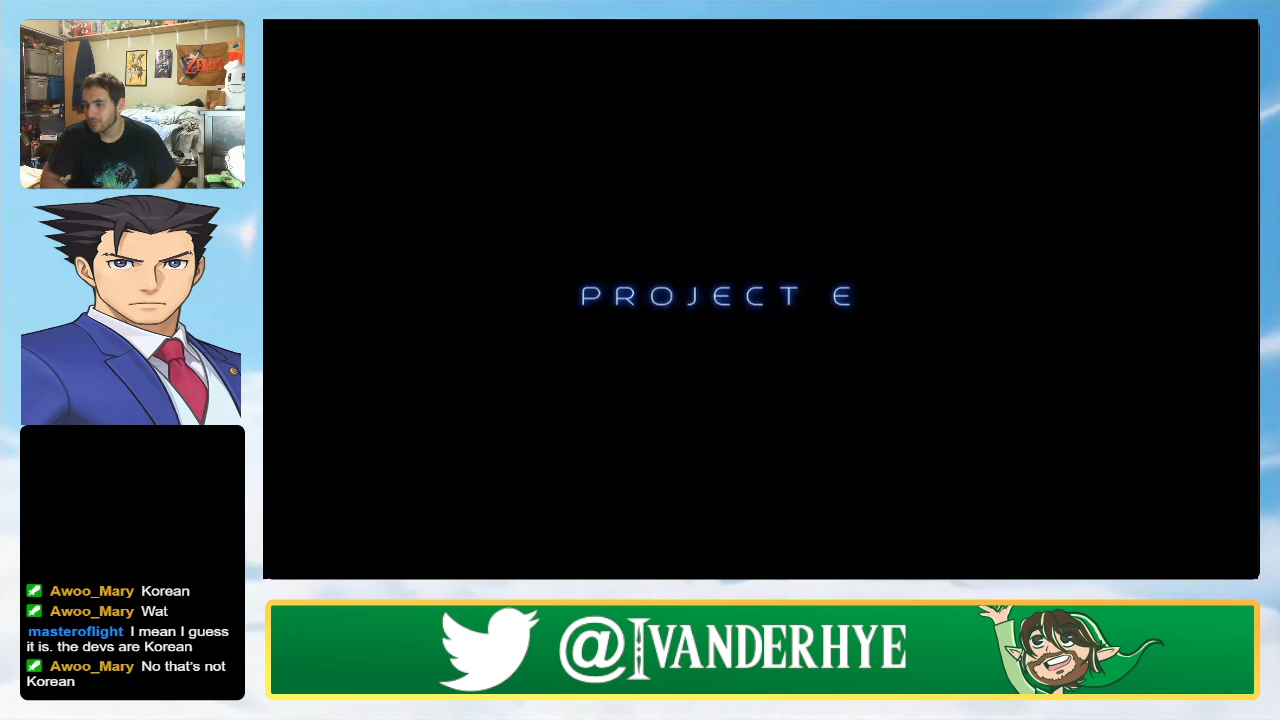 ZELDA
PROJECT E
Awoo_Mary Korean
Awoo_Mary Wat
masteroflight I mean I guess
it is. the devs are Korean
Awoo_Mary No that's not
Korean
@IVANDERHYE